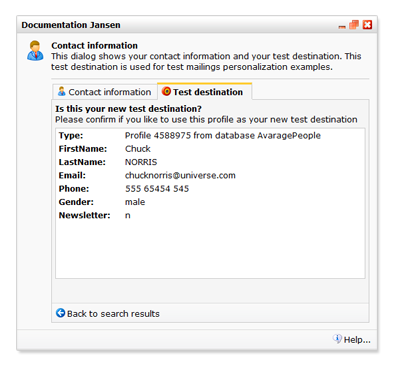 Documentation Jansen
Contact information
This dialog shows your contact information and your test destination. This
test destination is used for test mailings personalization examples.
Contact information Test destination
Is this your new test destination?
Please confirm if you like to use this profile as your new test destination
Type: Profile 4588975 from database AvaragePeople
FirstName: Chuck
LastName: NORRIS
Email: chucknorris@universe.com
Phone: 555 65454 545
Gender: male
Newsletter: n
Back to search results
Help...